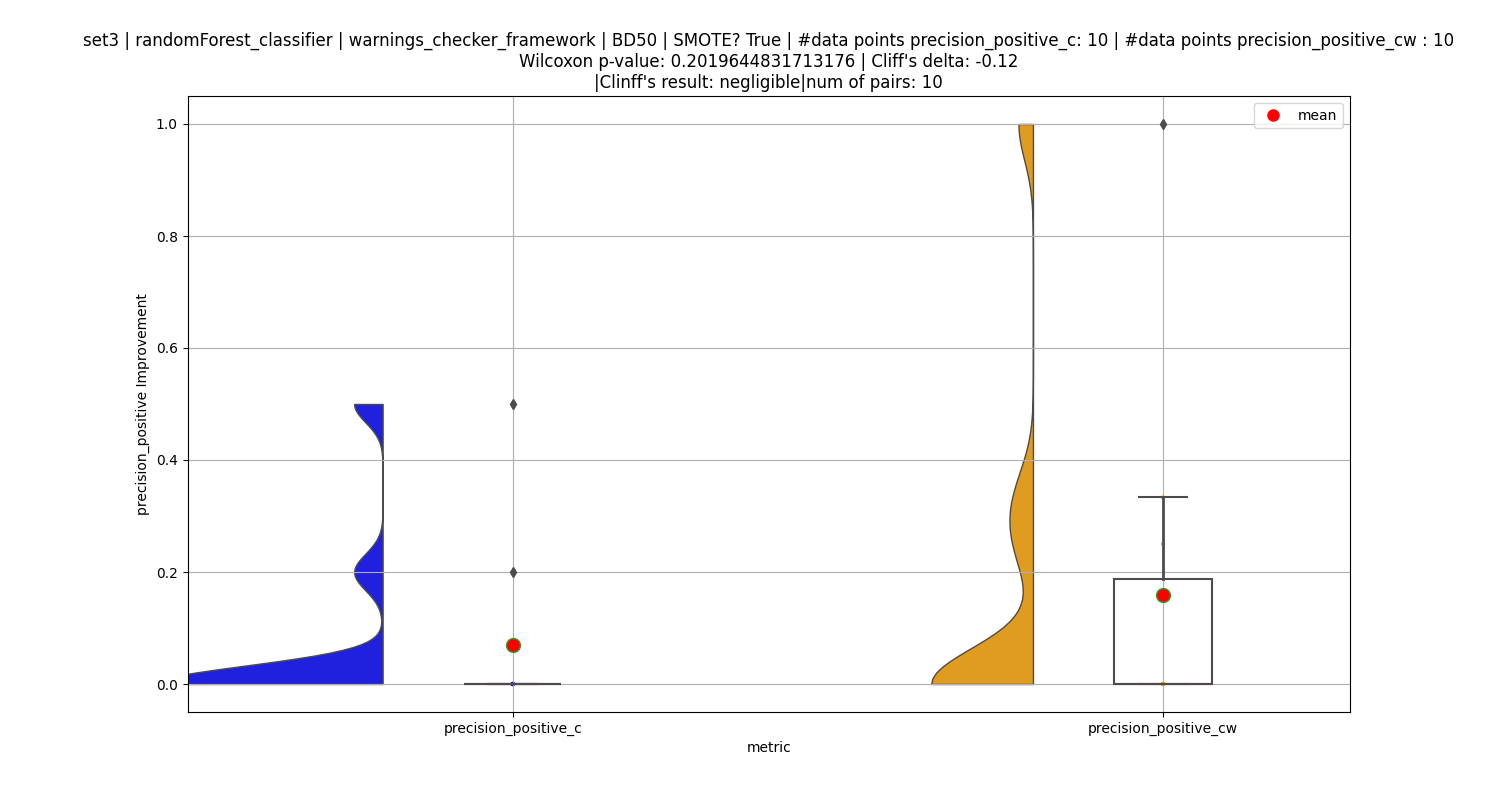 set3 | randomForest_classifier | warnings_checker_framework | BD50 | SMOTE? True | #data points precision_positive_c: 10 | #data points precision_positive_cw : 10
Wilcoxon p-value: 0.2019644831713176 | Cliff's delta: -0.12
|Clinff's result: negligible|num of pairs: 10
mean
1.0
0.8
0.6
0.4
0.2
0.0
precision_positive Improvement
precision_positive_c
precision_positive_cw
metric